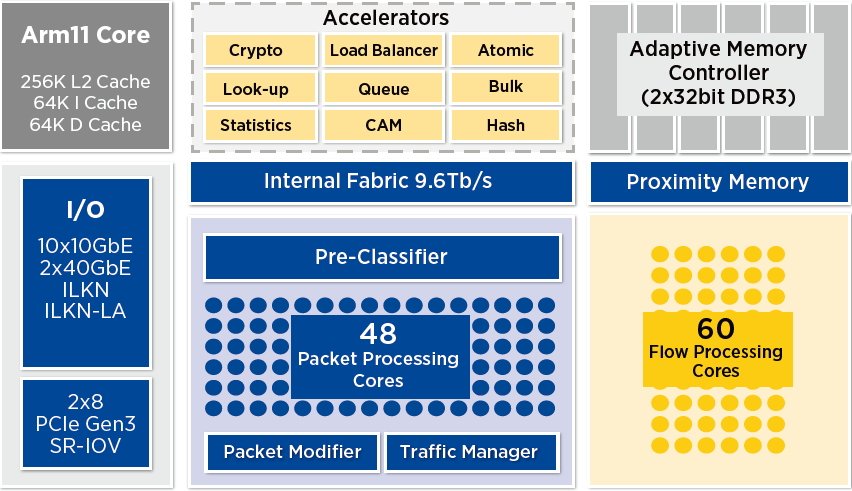 Arm11 Core
256K L2 Cache
64K I Cache
64K D Cache
Accelerators
Crypto
Load Balancer
Atomic
Look-up
Queue
Bulk
Statistics
CAM
Hash
Adaptive Memory
Controller
(2x32bit DDR3)
Internal Fabric 9.6Tb/s
Proximity Memory
I/O
10x10GbE
2x40GbE
ILKN
ILKN-LA
2x8
PCIe Gen3
SR-IOV
Pre-Classifier
48
Packet Processing
Cores
Packet Modifier
Traffic Manager
60
Flow Processing
Cores